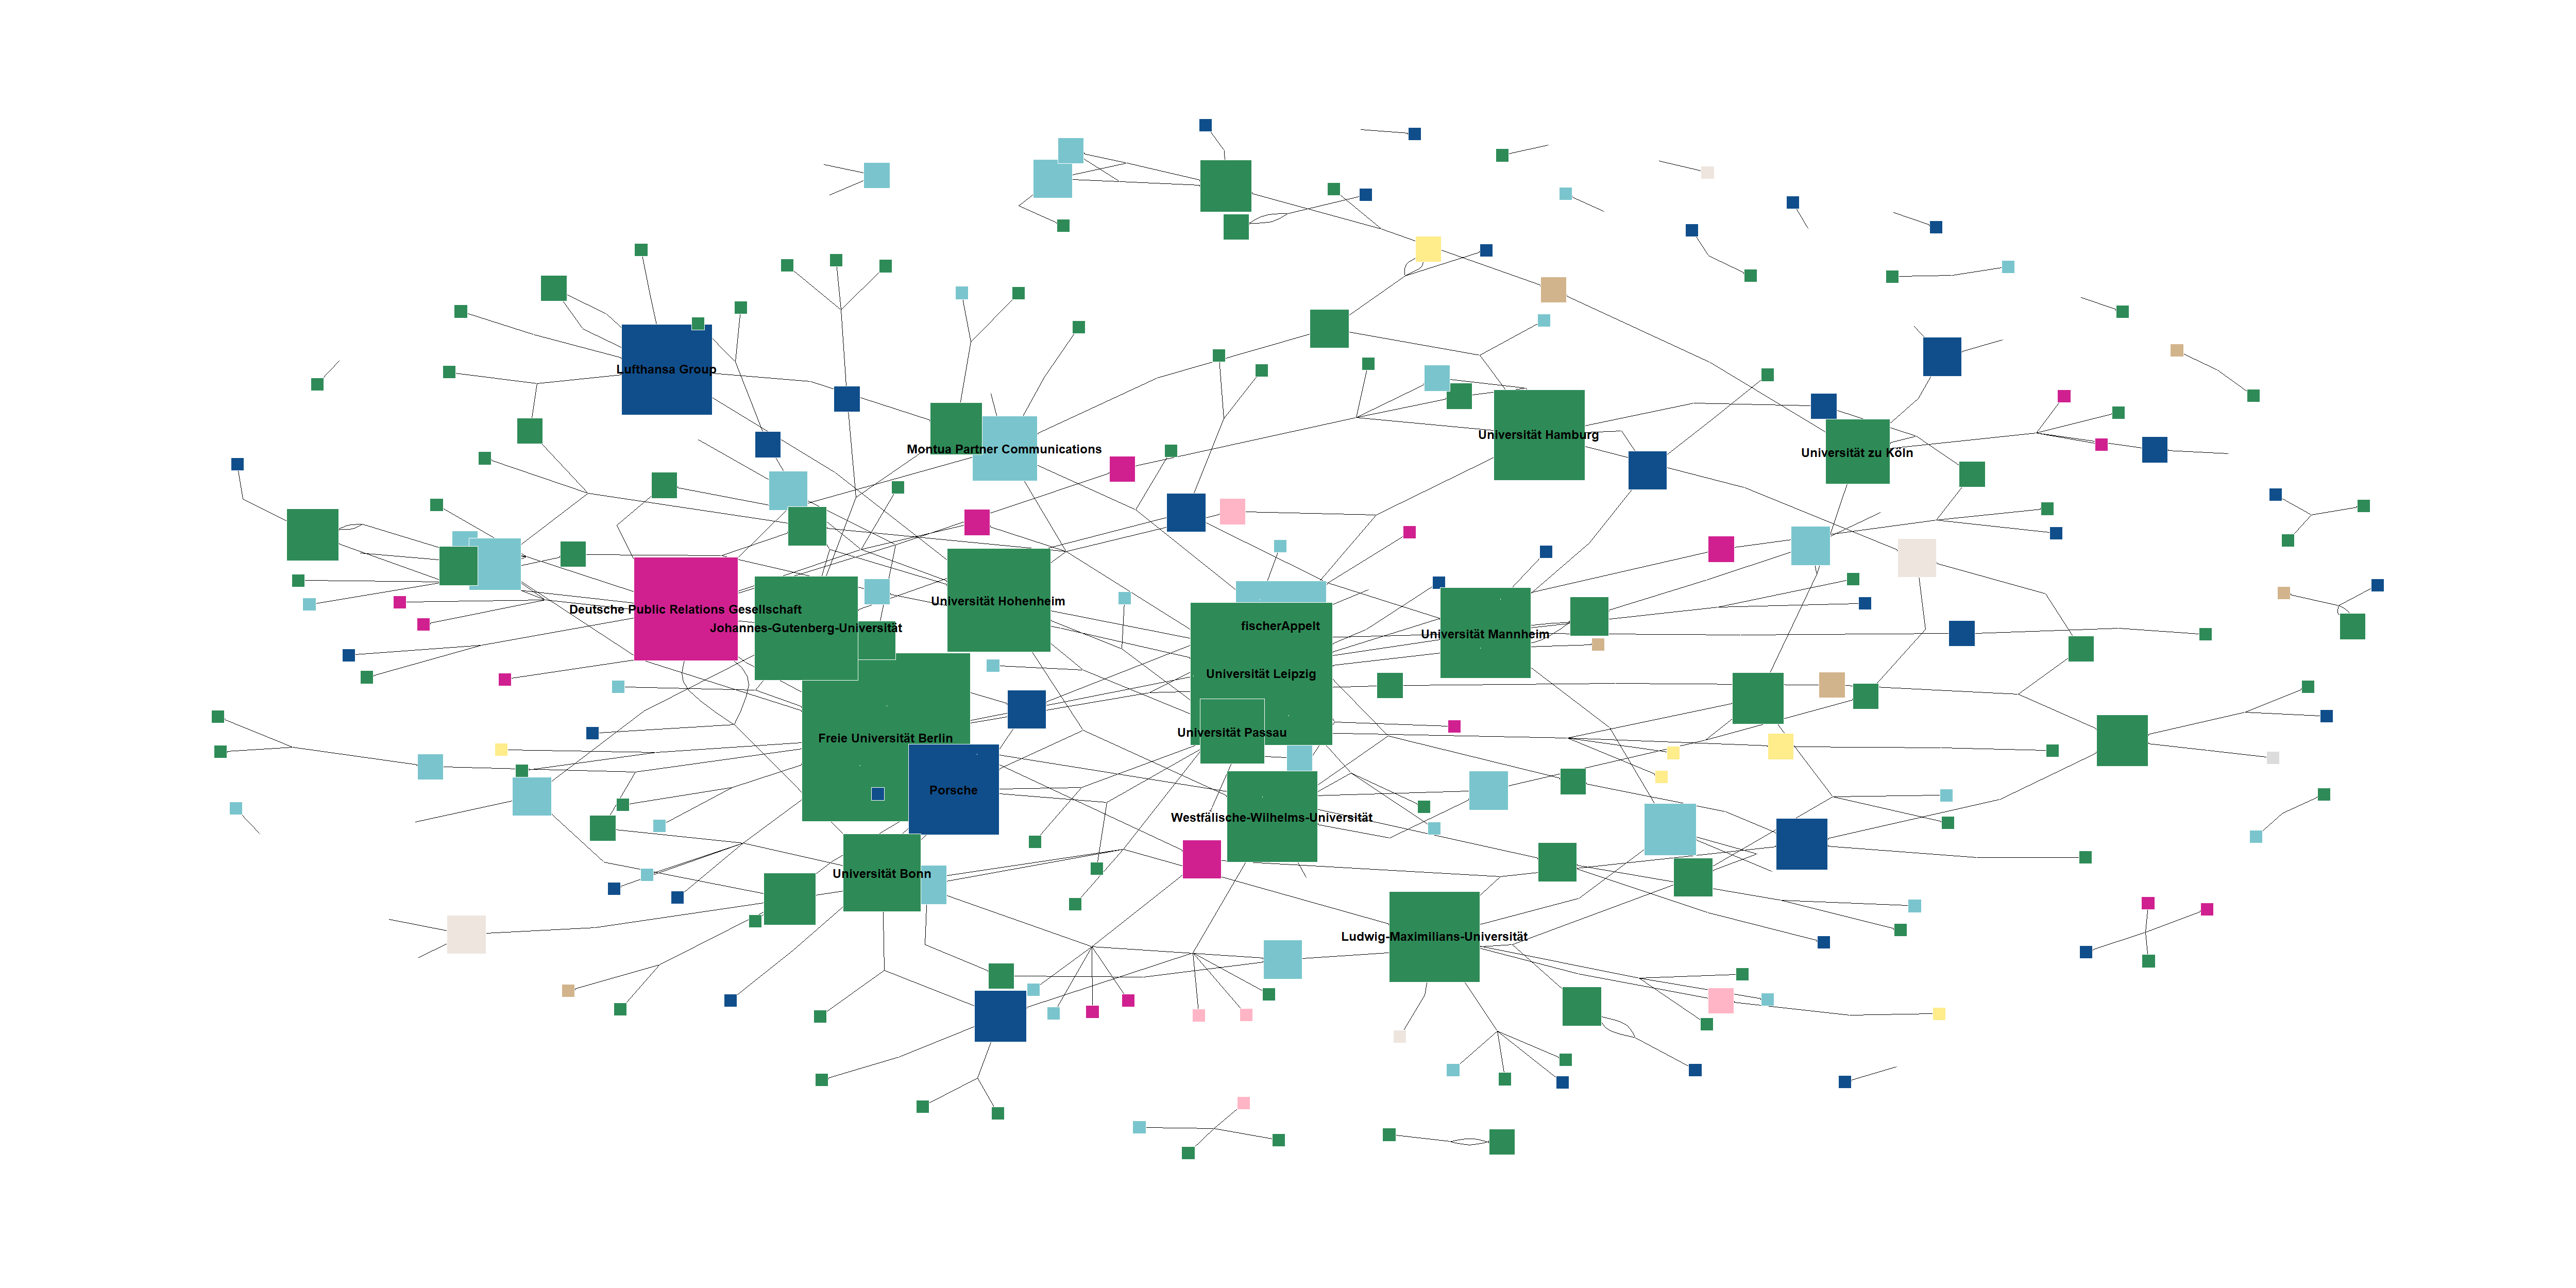 Lufthansa Group
Universität Hamburg
Montua Partner Communications
Universität zu Köln
Universität Hohenheim
Deutsche Public Relations Gesellschaft
fischerAppelt
Johannes-Gutenberg-Universität
Universität Mannheim
Universität Leipzig
Universität Passau
Freie Universität Berlin
Porsche
Westfälische-Wilhelms-Universität
Universität Bonn
Ludwig-Maximilians-Universität